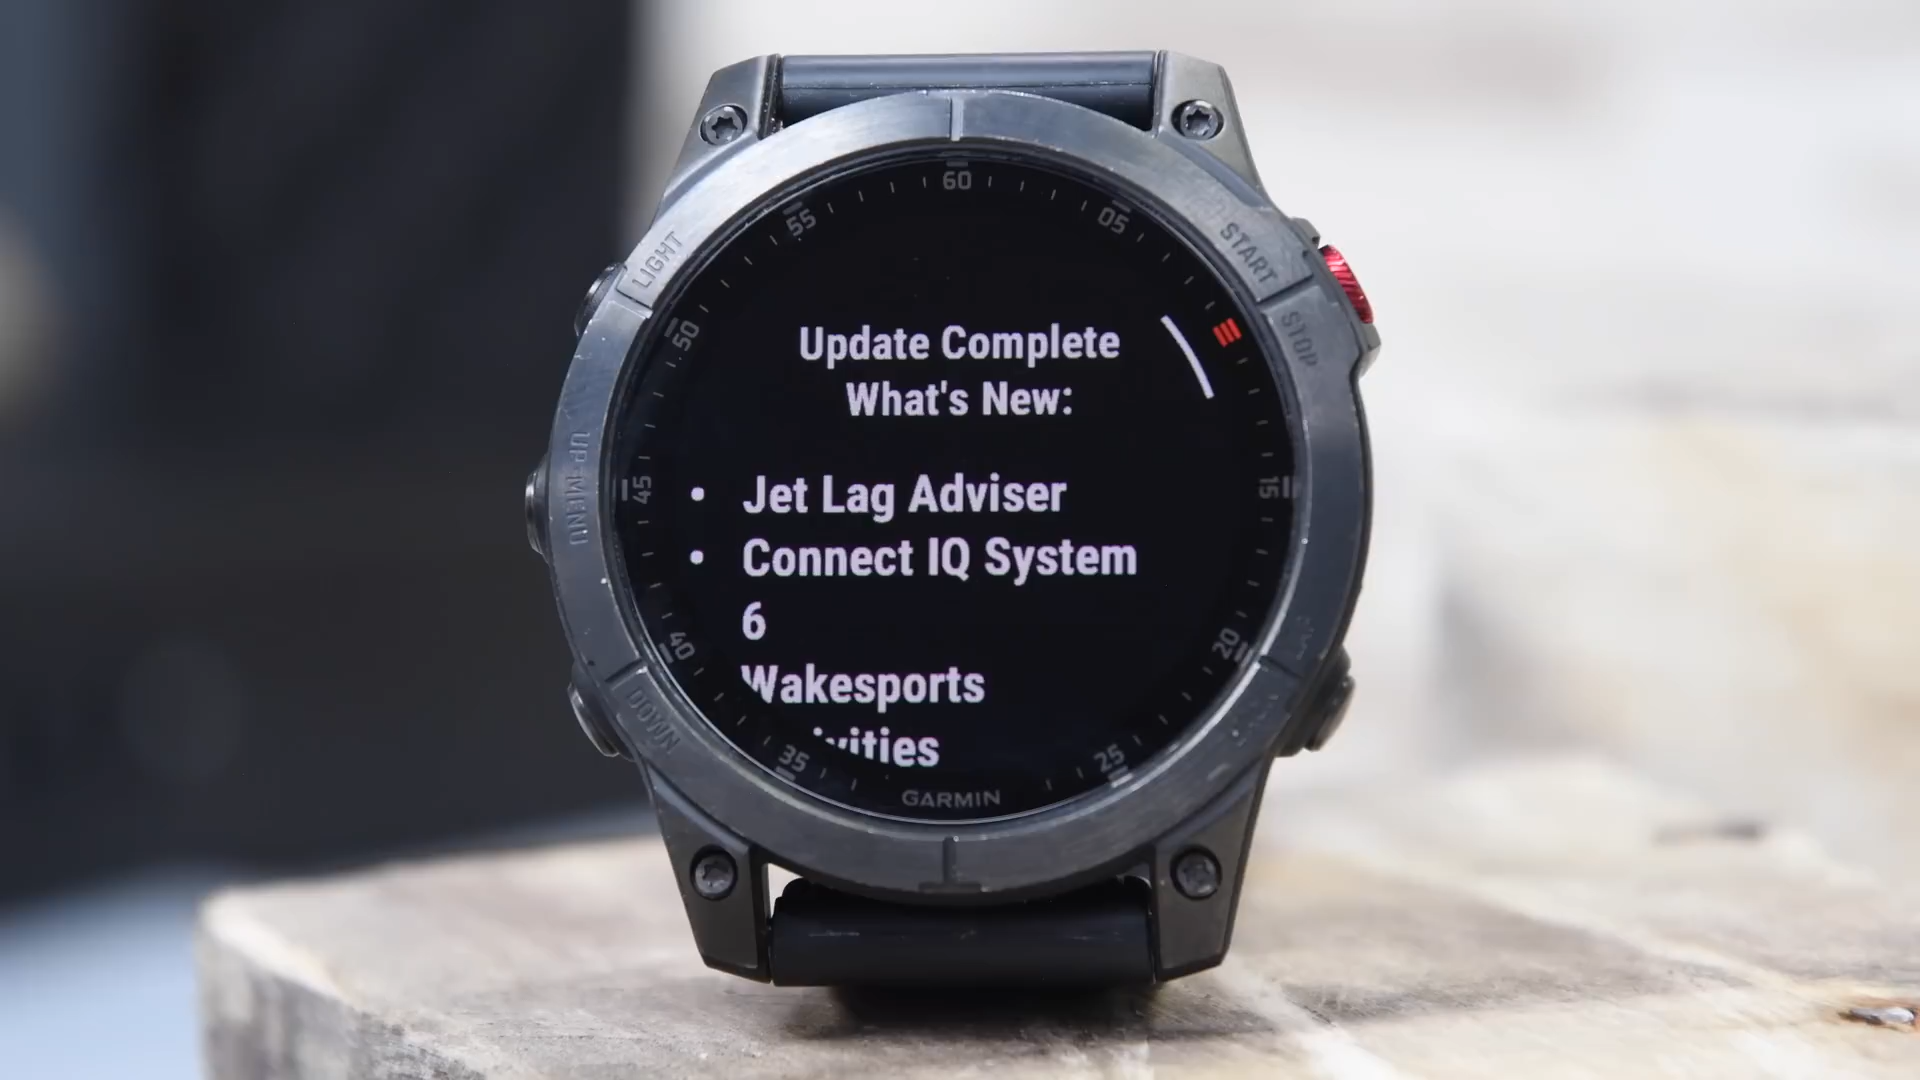 60
55
05
LIGHT
START
50
STOP
Update Complete
What's New:
UP-MENU
45
15
• Jet Lag Adviser
• Connect IQ System
6
Wakesports
40
20
DOWN
35
25
GARMIN